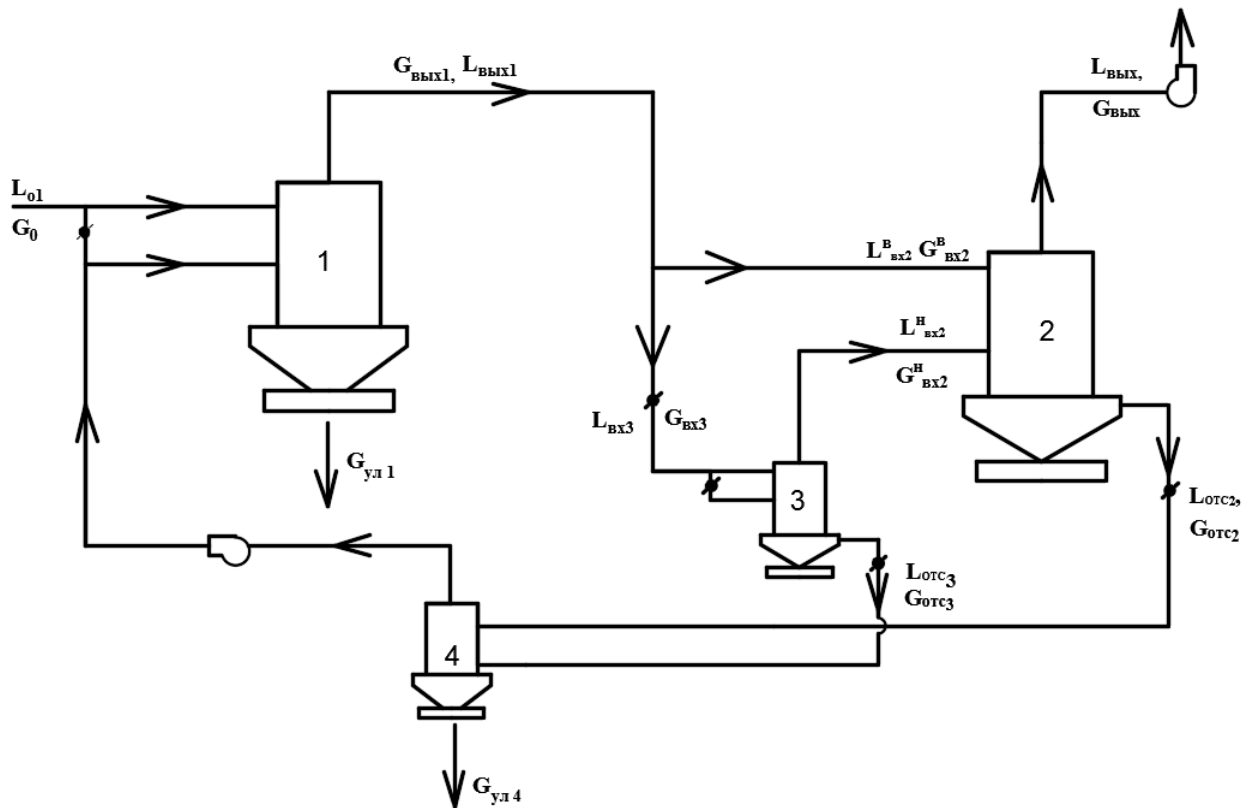 Gвых1, Lвых1
Lвых,
Gвых
Lо1
G0
1
Lввх2 Gввх2
Lнвх2
Gнвх2
2
Lвх3 Gвх3
Gул 1
3
Lотс2,
Gотс2
Lотс3
Gотс3
4
Gул 4